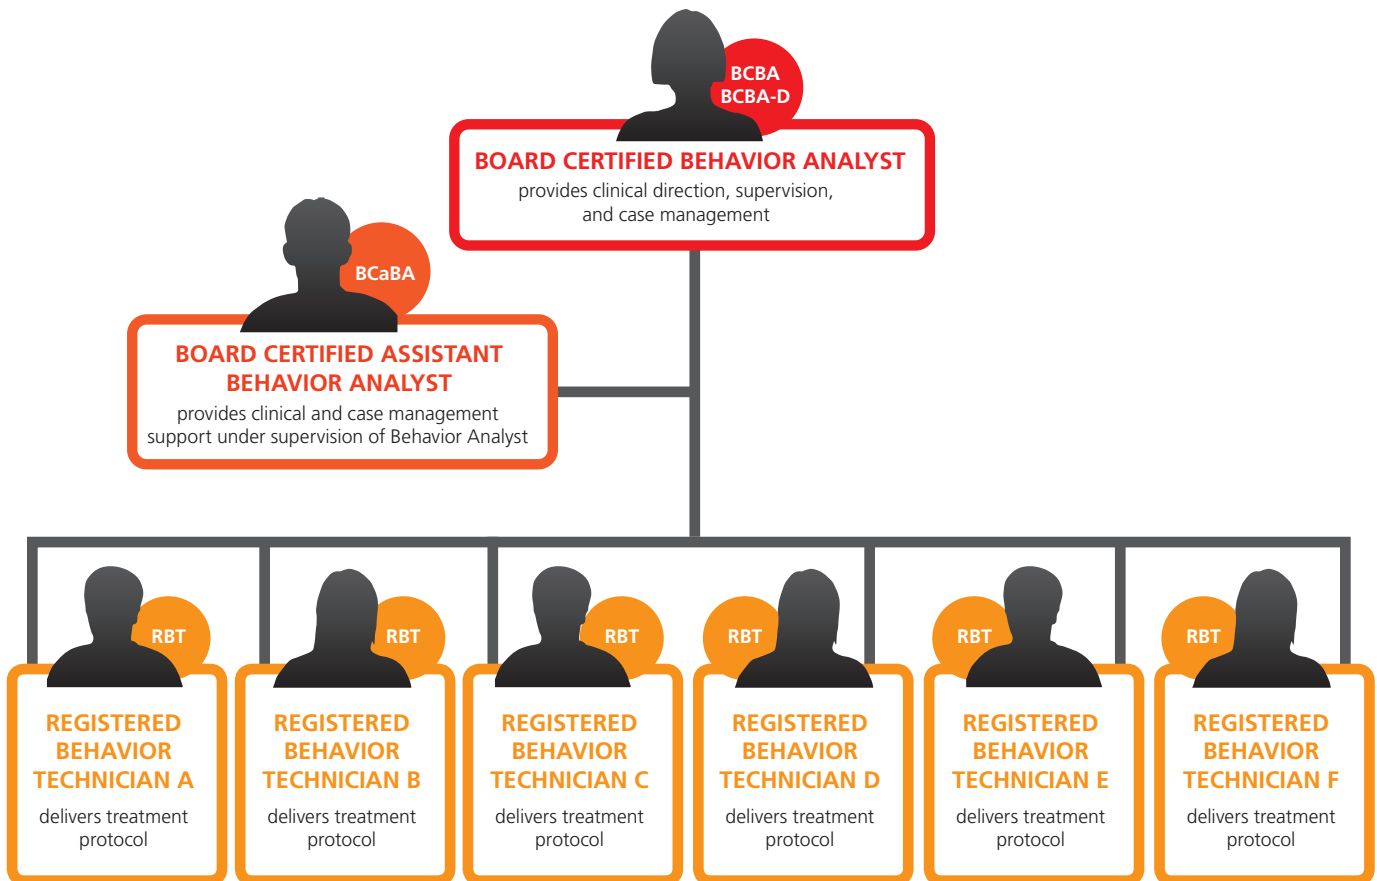 BCBA
BCBA-D
BOARD CERTIFIED BEHAVIOR ANALYST
provides clinical direction, supervision,
and case management
BCaBA
BOARD CERTIFIED ASSISTANT
BEHAVIOR ANALYST
provides clinical and case management
support under supervision of Behavior Analyst
RBT
REGISTERED
BEHAVIOR
TECHNICIAN A
delivers treatment
protocol
RBT
REGISTERED
BEHAVIOR
TECHNICIAN B
delivers treatment
protocol
RBT
REGISTERED
BEHAVIOR
TECHNICIAN C
delivers treatment
protocol
RBT
REGISTERED
BEHAVIOR
TECHNICIAN D
delivers treatment
protocol
RBT
REGISTERED
BEHAVIOR
TECHNICIAN E
delivers treatment
protocol
RBT
REGISTERED
BEHAVIOR
TECHNICIAN F
delivers treatment
protocol